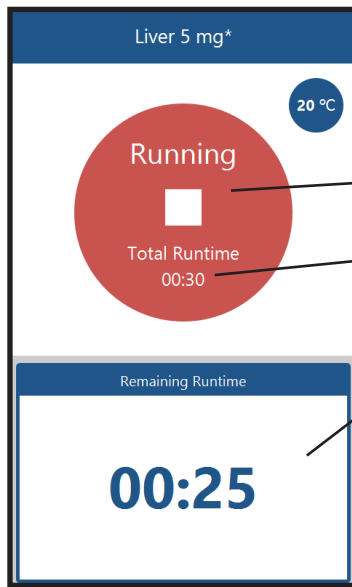 Liver 5 mg*
20 °C
Running
Total Runtime
00:30
Remaining Runtime
00:25